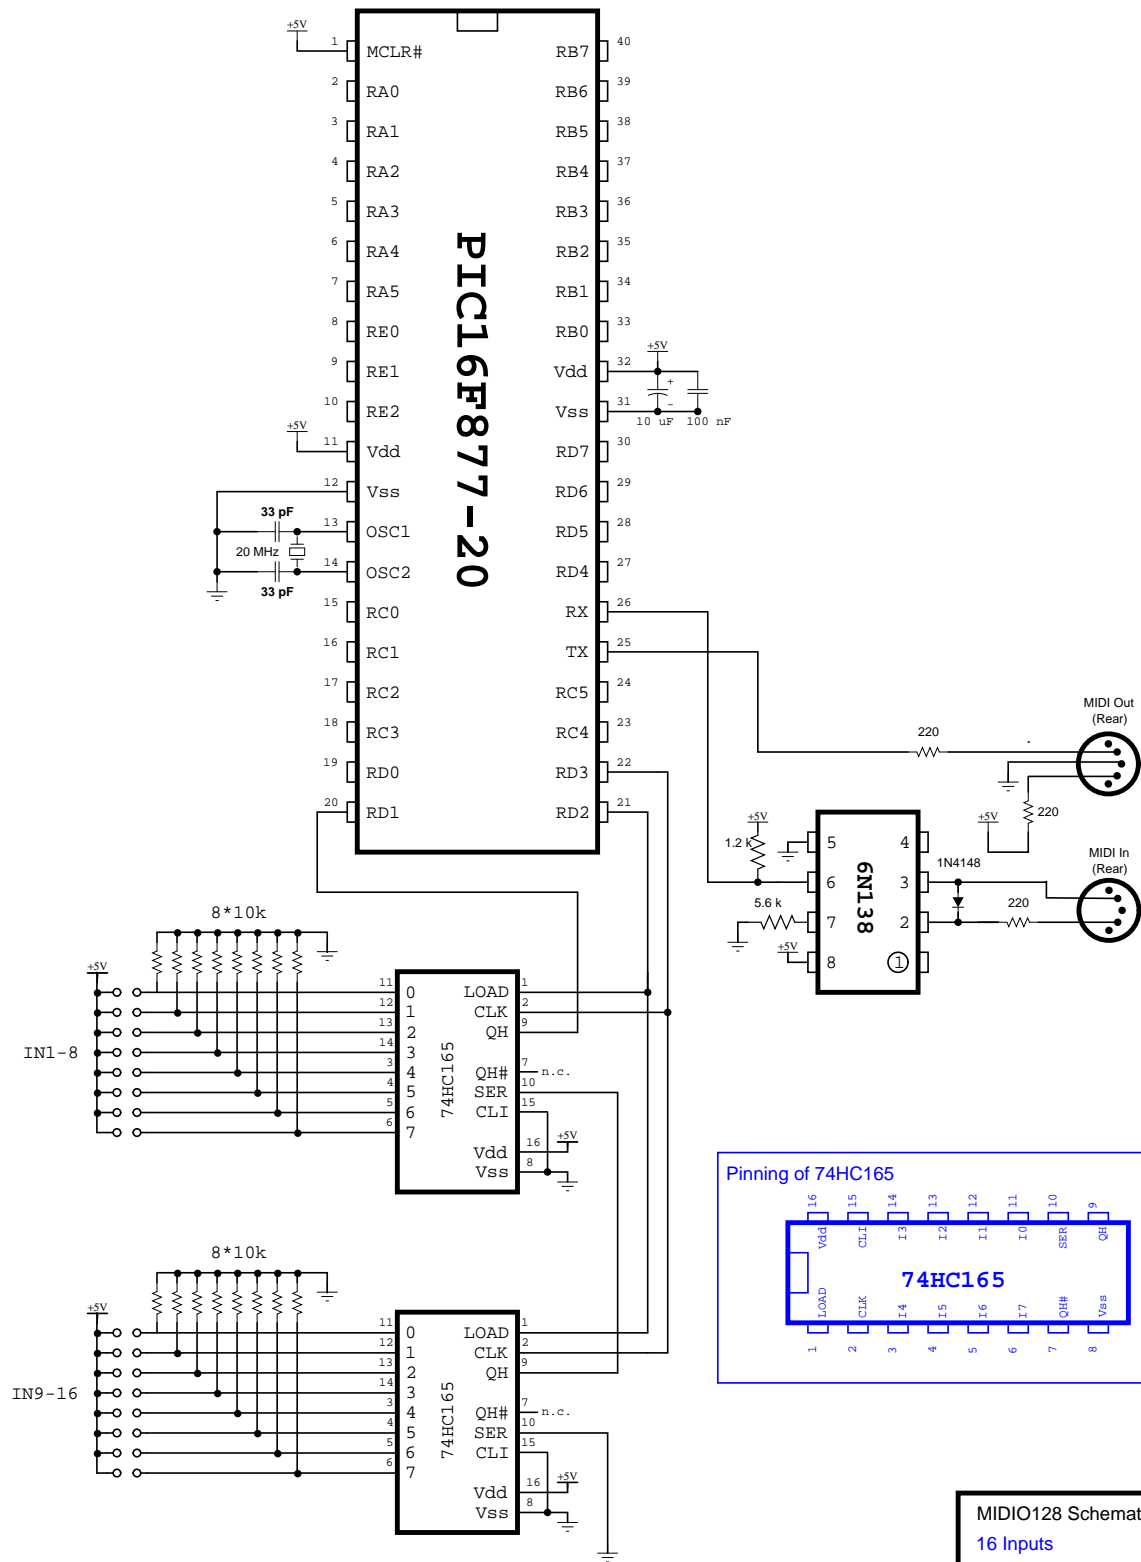 +5V
1 MCLR# RB7 40
2 RA0 RB6 39
3 RA1 RB5 38
4 RA2 RB4 37
5 RA3 RB3 36
6 RA4 RB2 35
7 RA5 RB1 34
8 RE0 RB0 33
+5V
9 RE1 Vdd 32
+
-
10 RE2 Vss 31
10 uF 100 nF
+5V
11 Vdd RD7 30
12 Vss RD6 29
33 pF
13 OSC1 RD5 28
20 MHz
14 OSC2 RD4 27
33 pF
15 RC0 RX 26
16 RC1 TX 25
17 RC2 RC5 24
18 RC3 RC4 23
19 RD0 RD3 22
20 RD1 RD2 21
PIC16F877-20
MIDI Out
(Rear)
220
220
+5V
+5V
1.2 k
5 4
6 3
7 2
8 1
6N138
5.6 k
+5V
1N4148
220
MIDI In
(Rear)
8*10k
+5V
IN1-8
11 0 LOAD 1
12 1 CLK 2
13 2 QH 9
14 3
3 4 QH# 7 n.c.
4 5 SER 10
5 6 CLI 15
6 7
Vdd 16 +5V
Vss 8
74HC165
Pinning of 74HC165
16 15 14 13 12 11 10 9
Vdd CLI I3 I2 I1 I0 SER QH
74HC165
LOAD CLK I4 I5 I6 I7 QH# Vss
1 2 3 4 5 6 7 8
8*10k
+5V
IN9-16
11 0 LOAD 1
12 1 CLK 2
13 2 QH 9
14 3
3 4 QH# 7 n.c.
4 5 SER 10
5 6 CLI 15
6 7
Vdd 16 +5V
Vss 8
74HC165
MIDIO128 Schemat
16 Inputs